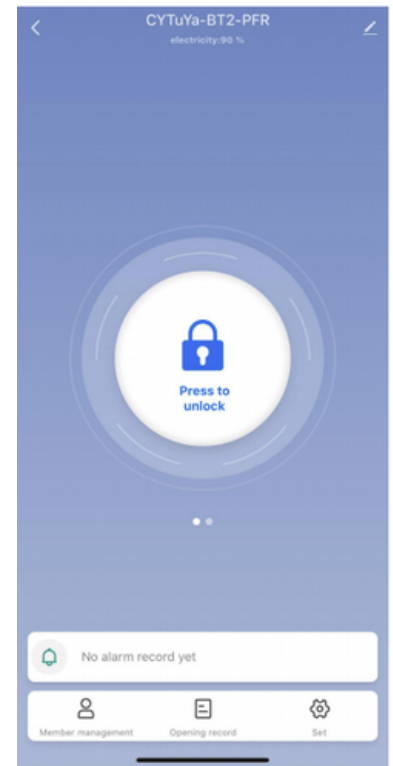 CYTuYa-BT2-PFR
electricity:90 %
Press to
unlock
No alarm record yet
Member management
Opening record
Set